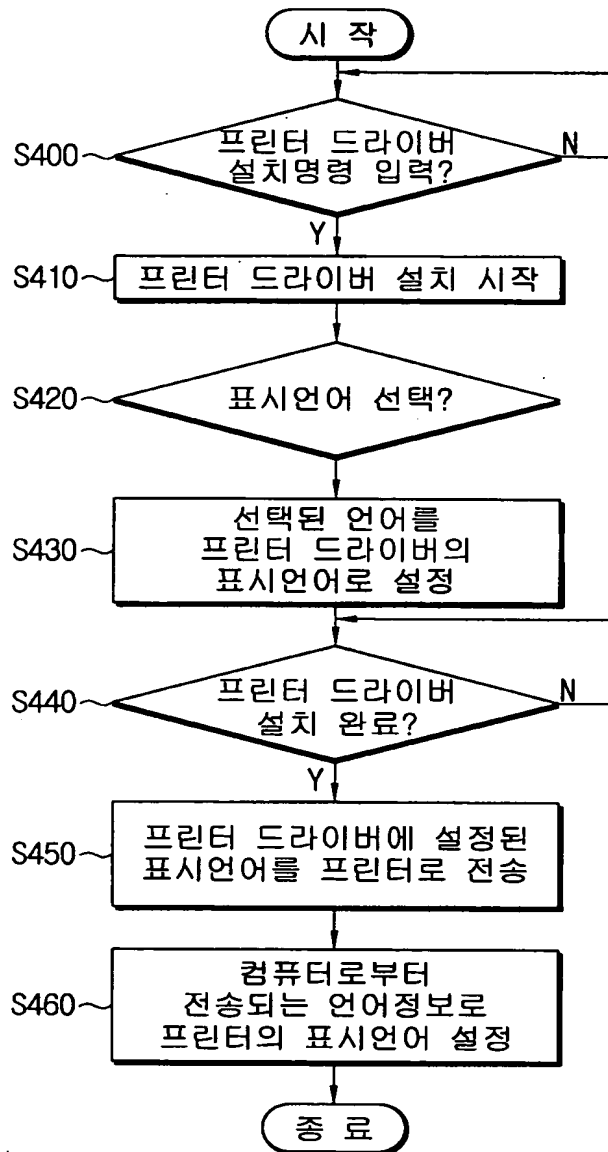 시 작
S400
프린터 드라이버
설치명령 입력?
N
Y
S410
프린터 드라이버 설치 시작
S420
표시언어 선택?
S430
선택된 언어를
프린터 드라이버의
표시언어로 설정
S440
프린터 드라이버
설치 완료?
N
Y
S450
프린터 드라이버에 설정된
표시언어를 프린터로 전송
S460
컴퓨터로부터
전송되는 언어정보로
프린터의 표시언어 설정
종 료